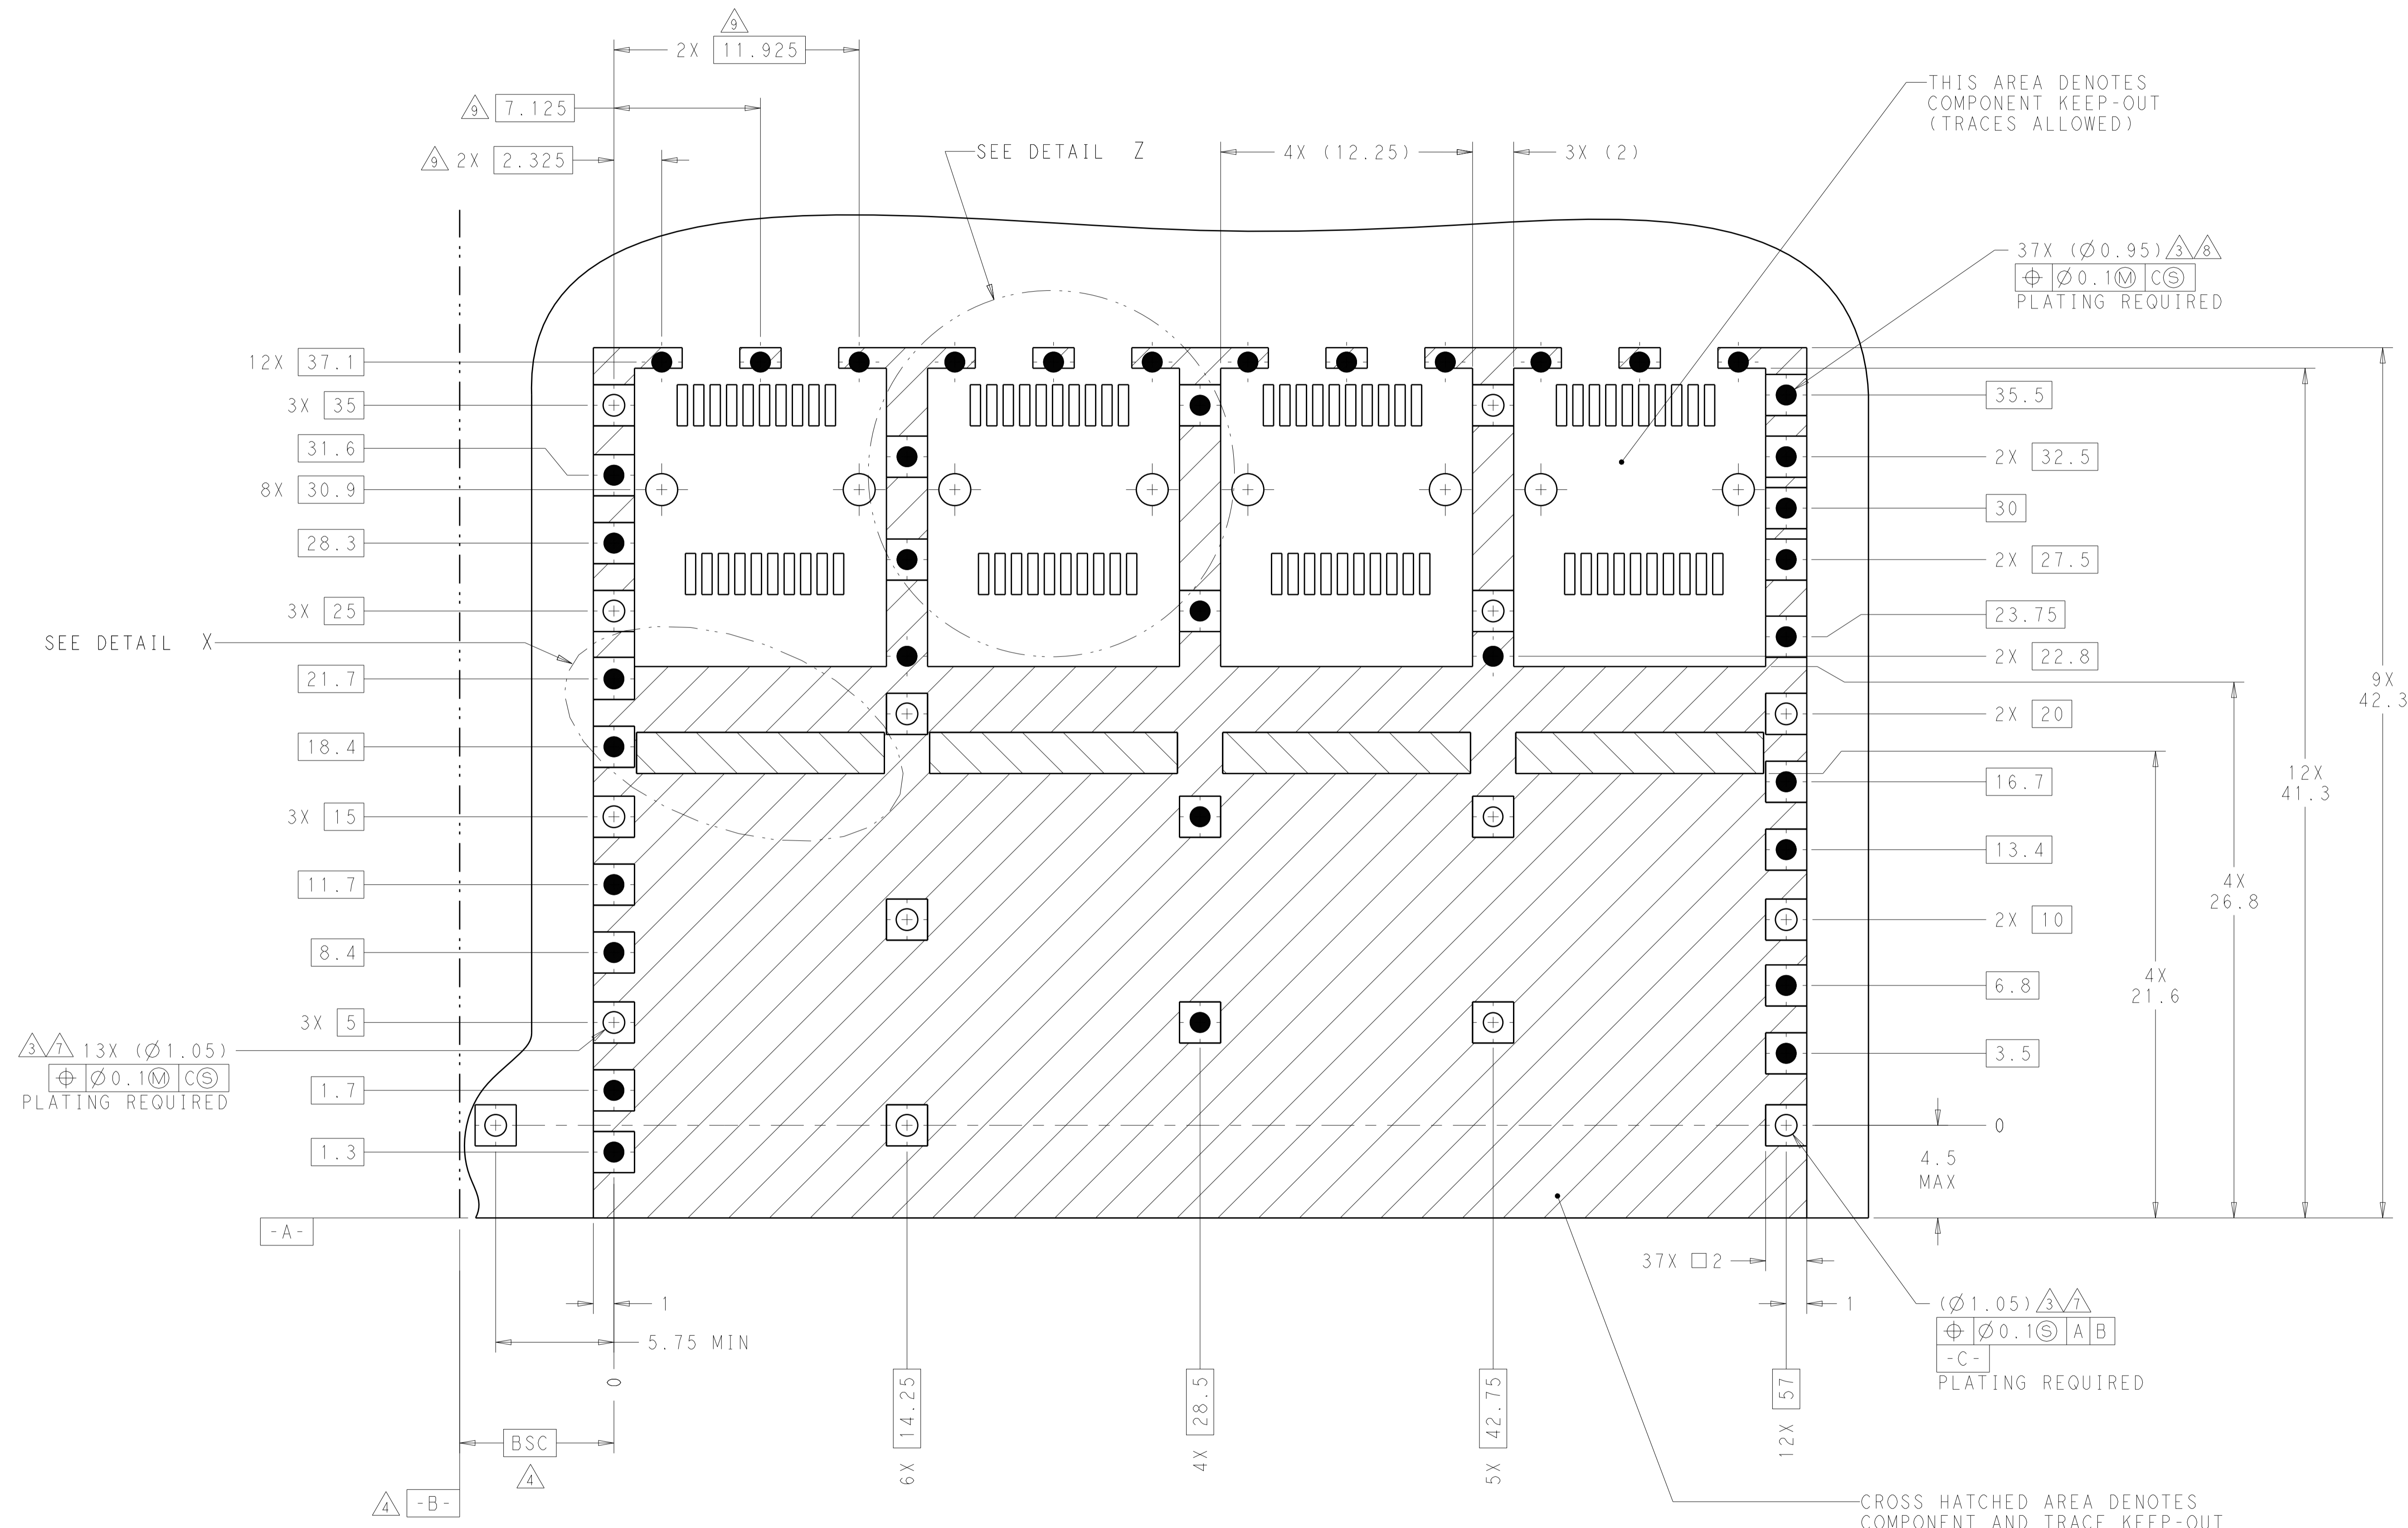 9
2X 11.925
9 7.125
9 2X 2.325
SEE DETAIL Z
4X (12.25)
3X (2)
THIS AREA DENOTES
COMPONENT KEEP-OUT
(TRACES ALLOWED)
37X (Ø0.95) 3 8
⌖ Ø0.1Ⓜ CⓈ
PLATING REQUIRED
12X 37.1
3X 35
31.6
8X 30.9
28.3
3X 25
SEE DETAIL X
21.7
18.4
3X 15
11.7
8.4
3X 5
3 7 13X (Ø1.05)
⌖ Ø0.1Ⓜ CⓈ
PLATING REQUIRED
1.7
1.3
-A-
35.5
2X 32.5
30
2X 27.5
23.75
2X 22.8
2X 20
16.7
13.4
2X 10
6.8
3.5
0
4.5
MAX
9X
42.3
12X
41.3
4X
26.8
4X
21.6
37X □2
1
1
5.75 MIN
0
6X 14.25
4X 28.5
5X 42.75
12X 57
(Ø1.05) 3 7
⌖ Ø0.1Ⓢ A B
-C-
PLATING REQUIRED
BSC
4
4 -B-
CROSS HATCHED AREA DENOTES
COMPONENT AND TRACE KEEP-OUT